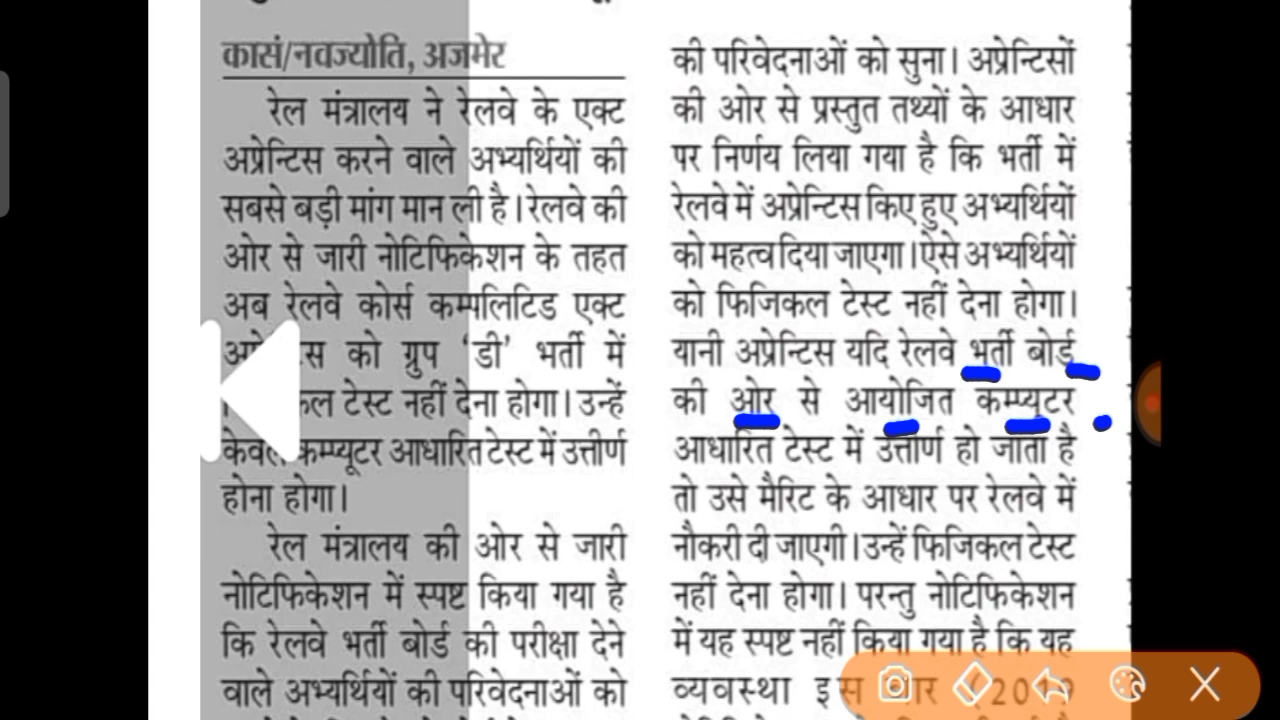 कासं/नवज्योति, अजमेर
रेल मंत्रालय ने रेलवे के एक्ट
अप्रेन्टिस करने वाले अभ्यर्थियों की
सबसे बड़ी मांग मान ली है। रेलवे की
ओर से जारी नोटिफिकेशन के तहत
अब रेलवे कोर्स कम्पलिटिड एक्ट
को ग्रुप 'डी' भर्ती में
टेस्ट नहीं देना होगा। उन्हें
केवल कम्प्यूटर आधारित टेस्ट में उत्तीर्ण
होना होगा।
रेल मंत्रालय की ओर से जारी
नोटिफिकेशन में स्पष्ट किया गया है
कि रेलवे भर्ती बोर्ड की परीक्षा देने
वाले अभ्यर्थियों की परिवेदनाओं को
की परिवेदनाओं को सुना। अप्रेन्टिसों
की ओर से प्रस्तुत तथ्यों के आधार
पर निर्णय लिया गया है कि भर्ती में
रेलवे में अप्रेन्टिस किए हुए अभ्यर्थियों
को महत्व दिया जाएगा। ऐसे अभ्यर्थियों
को फिजिकल टेस्ट नहीं देना होगा।
यानी अप्रेन्टिस यदि रेलवे भर्ती बोर्ड
की ओर से आयोजित कम्प्यूटर
आधारित टेस्ट में उत्तीर्ण हो जाता है
तो उसे मैरिट के आधार पर रेलवे में
नौकरी दी जाएगी। उन्हें फिजिकल टेस्ट
नहीं देना होगा। परन्तु नोटिफिकेशन
में यह स्पष्ट नहीं किया गया है कि यह
व्यवस्था इस